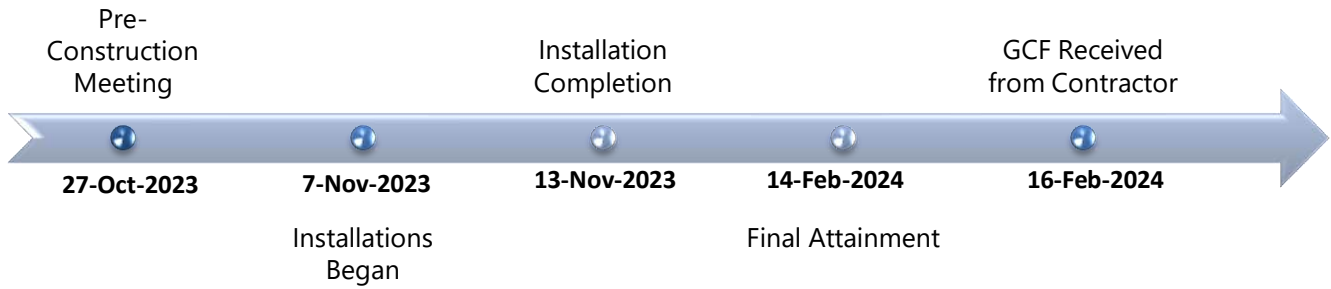 Pre-
Construction
Meeting
Installation
Completion
GCF Received
from Contractor
27-Oct-2023
7-Nov-2023
13-Nov-2023
14-Feb-2024
16-Feb-2024
Installations
Began
Final Attainment